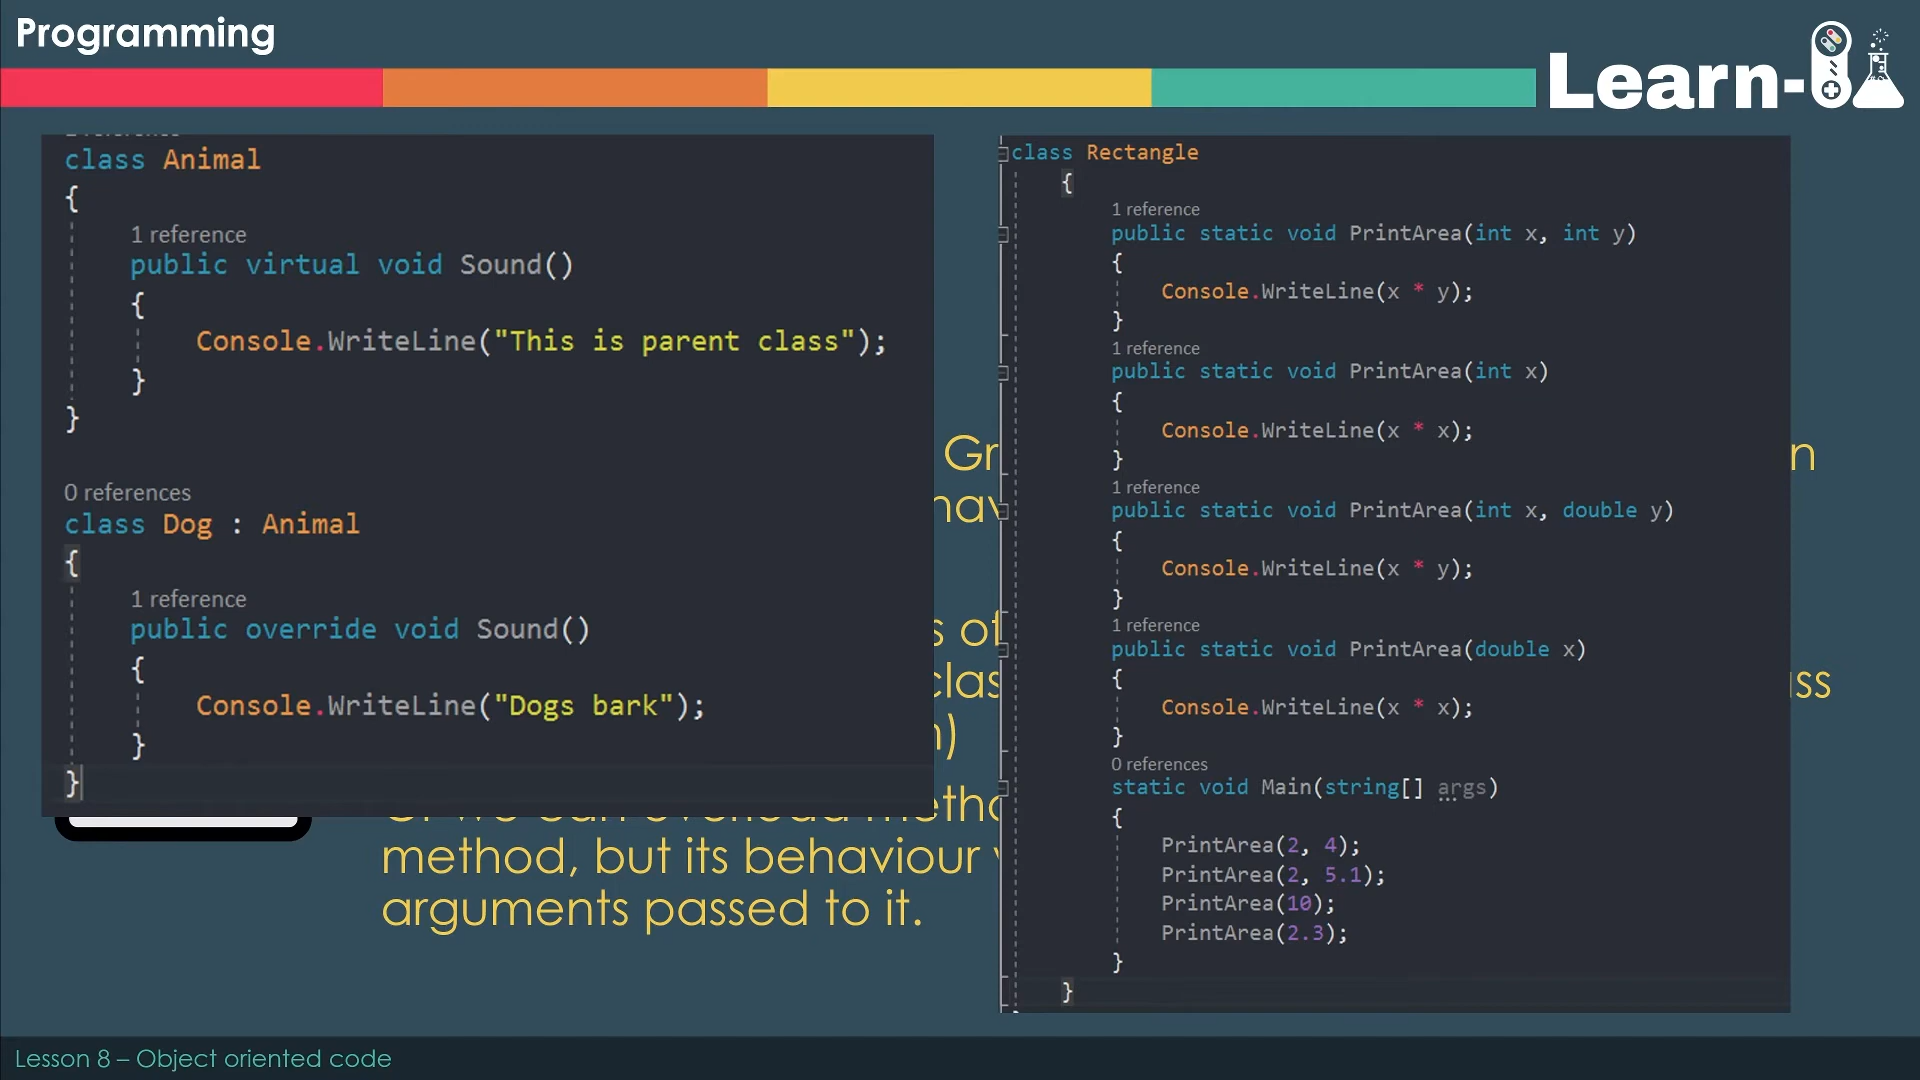 Programming
Learn-
class Animal
{
1 reference
public virtual void Sound()
{
Console.WriteLine("This is parent class");
}
}
0 references
class Dog : Animal
{
1 reference
public override void Sound()
{
Console.WriteLine("Dogs bark");
}
}
class Rectangle
{
1 reference
public static void PrintArea(int x, int y)
{
Console.WriteLine(x * y);
}
1 reference
public static void PrintArea(int x)
{
Console.WriteLine(x * x);
}
1 reference
public static void PrintArea(int x, double y)
{
Console.WriteLine(x * y);
}
1 reference
public static void PrintArea(double x)
{
Console.WriteLine(x * x);
}
0 references
static void Main(string[] args)
{
PrintArea(2, 4);
PrintArea(2, 5.1);
PrintArea(10);
PrintArea(2.3);
}
}
method, but its behaviour
arguments passed to it.
Lesson 8 – Object oriented code